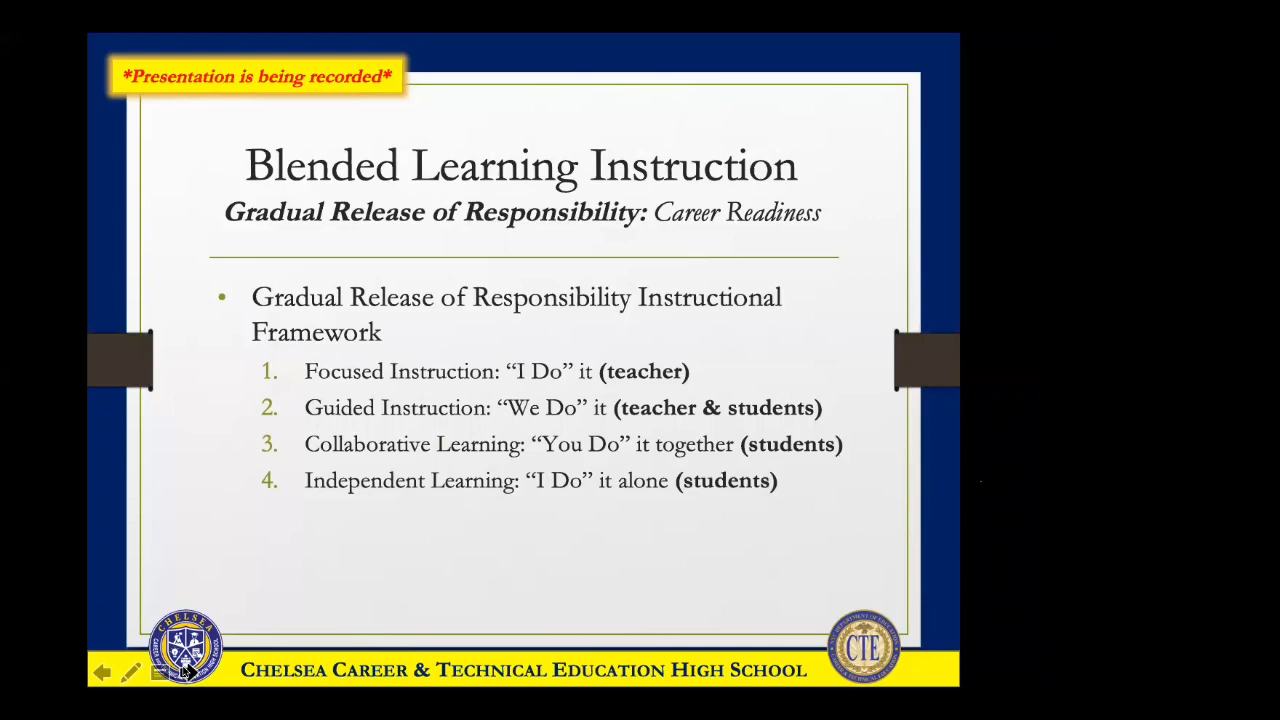 *Presentation is being recorded*
Blended Learning Instruction
Gradual Release of Responsibility: Career Readiness
• Gradual Release of Responsibility Instructional
Framework
1. Focused Instruction: “I Do” it (teacher)
2. Guided Instruction: “We Do” it (teacher & students)
3. Collaborative Learning: “You Do” it together (students)
4. Independent Learning: “I Do” it alone (students)
CHELSEA
CTE
CHELSEA CAREER & TECHNICAL EDUCATION HIGH SCHOOL